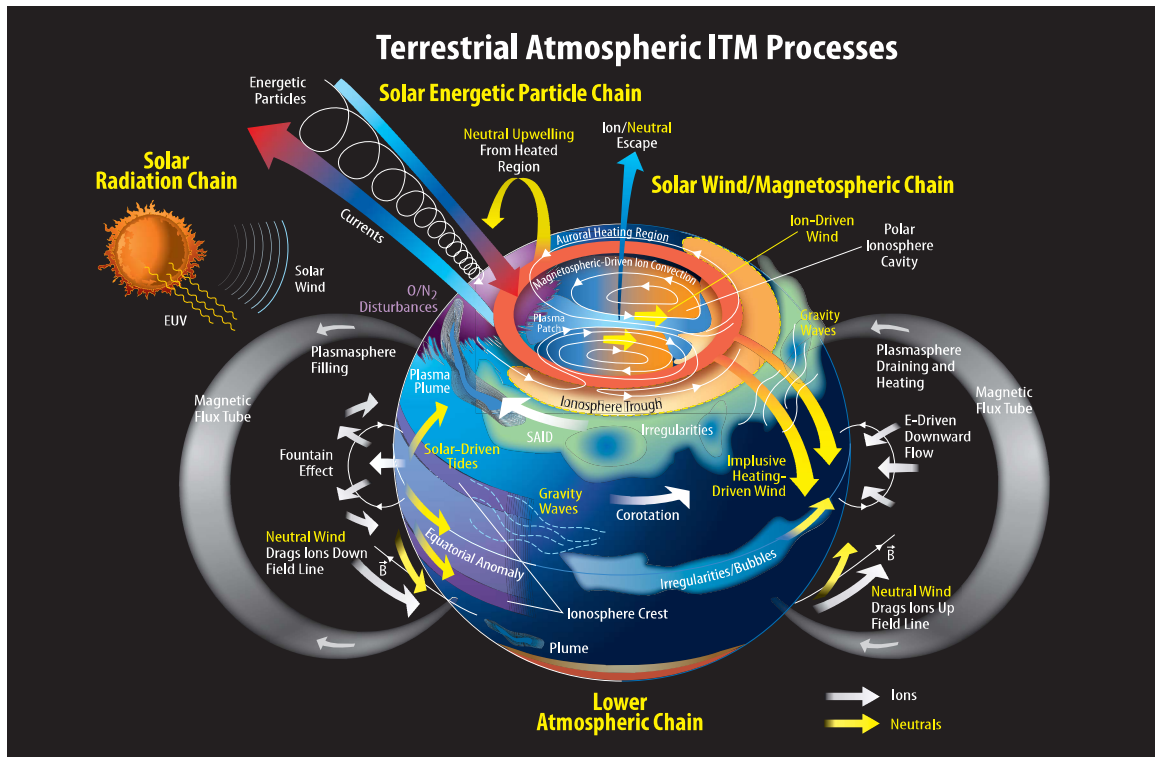 Terrestrial Atmospheric ITM Processes
Energetic
Particles
Solar Energetic Particle Chain
Neutral Upwelling
From Heated
Region
Ion/Neutral
Escape
Solar
Radiation Chain
Solar Wind/Magnetospheric Chain
Currents
Auroral Heating Region
Ion-Driven
Wind
Polar
Ionosphere
Cavity
Magnetospheric-Driven Ion Convection
Solar
Wind
EUV
O/N2
Disturbances
Plasma
Patch
Gravity
Waves
Plasmasphere
Filling
Plasma
Plume
Plasmasphere
Draining and
Heating
Magnetic
Flux Tube
Magnetic
Flux Tube
Ionosphere Trough
SAID
Irregularities
E-Driven
Downward
Flow
Fountain
Effect
Solar-Driven
Tides
Implusive
Heating-
Driven Wind
Gravity
Waves
Corotation
Neutral Wind
Drags Ions Down
Field Line
B
Equatorial Anomaly
Irregularities/Bubbles
B
Neutral Wind
Drags Ions Up
Field Line
Ionosphere Crest
Plume
Lower
Atmospheric Chain
Ions
Neutrals